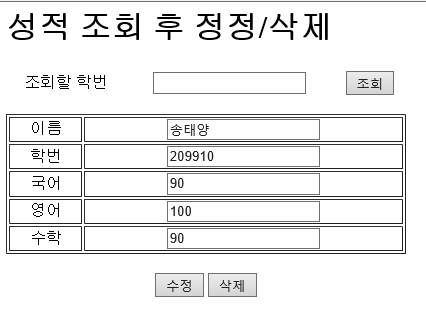 성적 조회 후 정정/삭제
조회할 학번 조회
이름 송태양
학번 209910
국어 90
영어 100
수학 90
수정 삭제